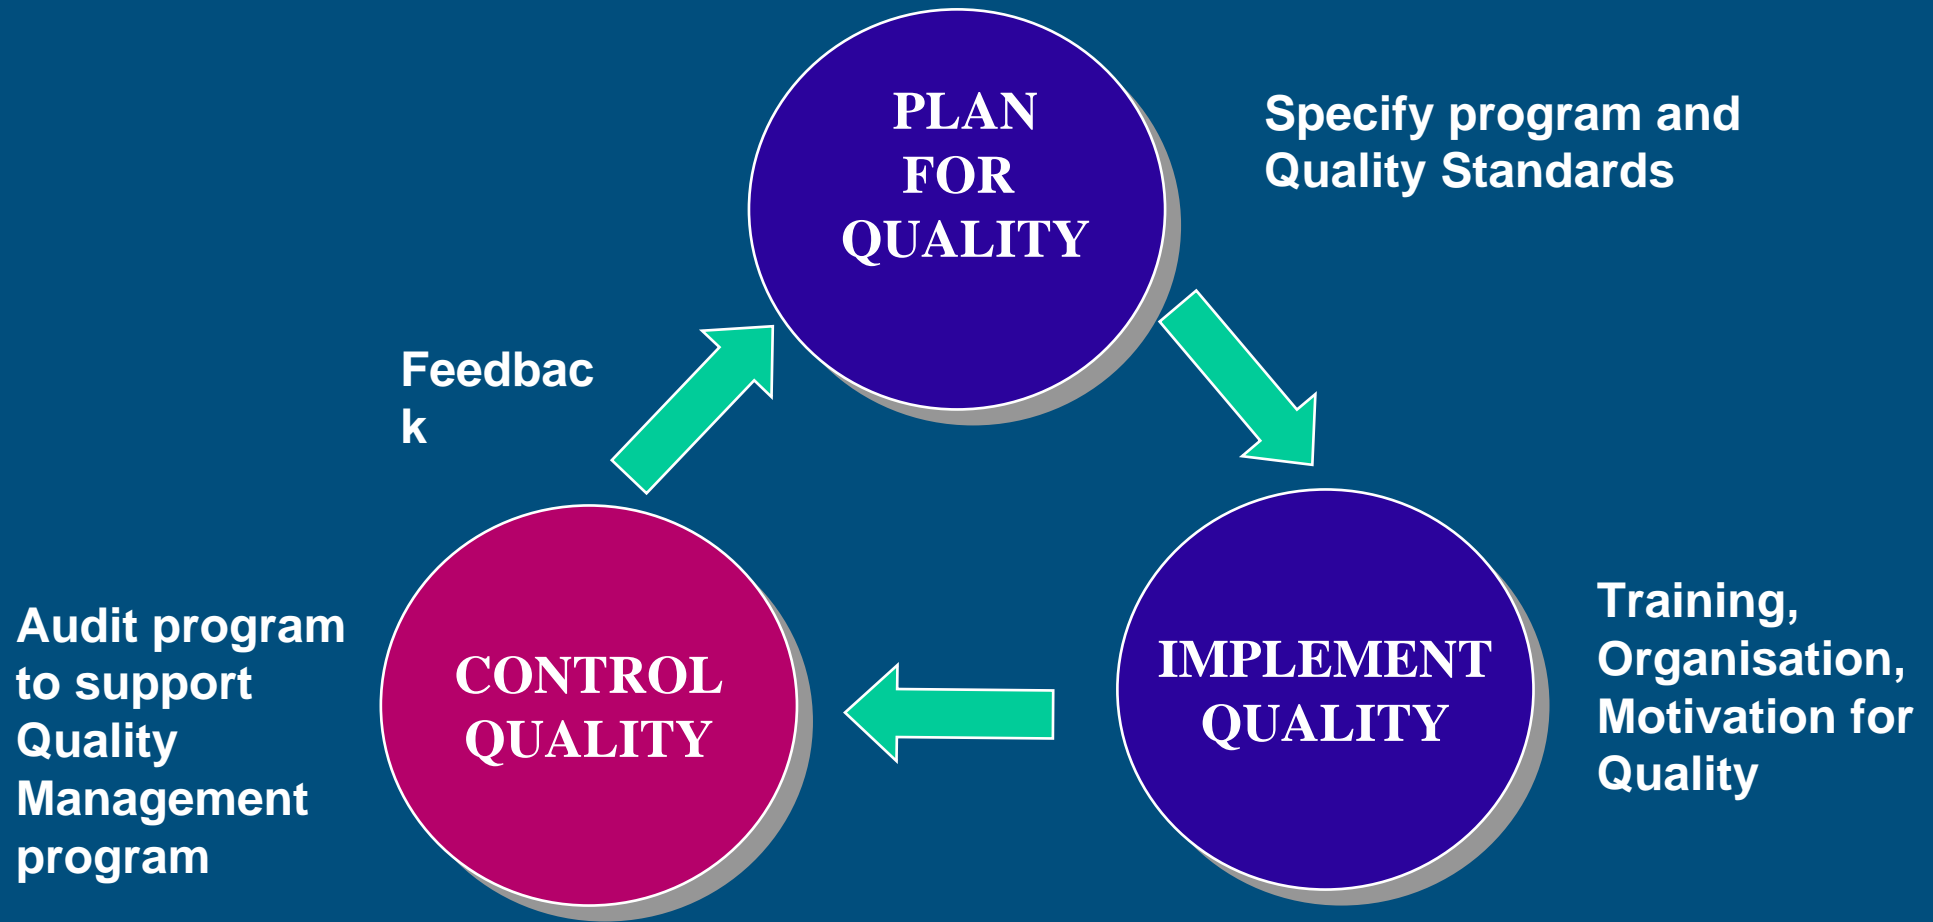 PLAN
FOR
QUALITY
Specify program and
Quality Standards
Feedbac
k
Audit program
to support
Quality
Management
program
CONTROL
QUALITY
IMPLEMENT
QUALITY
Training,
Organisation,
Motivation for
Quality